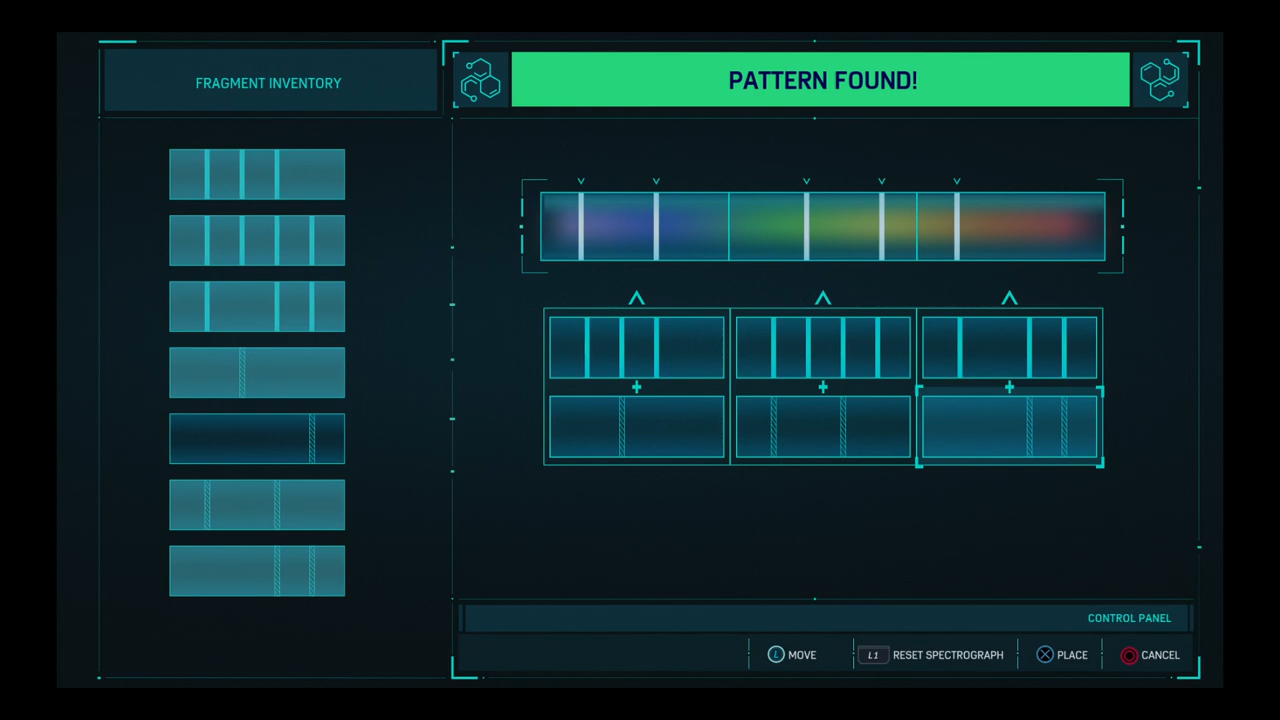 FRAGMENT INVENTORY
PATTERN FOUND!
CONTROL PANEL
L MOVE
L1 RESET SPECTROGRAPH
PLACE
CANCEL